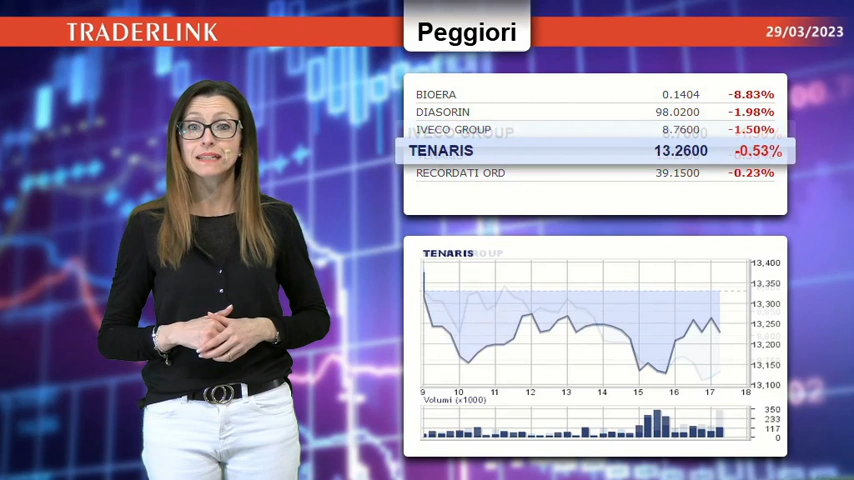 TRADERLINK
Peggiori
29/03/2023
BIOERA 0.1404 -8.83%
DIASORIN 98.0200 -1.98%
IVECO GROUP 8.7600 -1.50%
TENARIS 13.2600 -0.53%
RECORDATI ORD 39.1500 -0.23%
TENARIS
13,400
13,350
13,300
13,250
13,200
13,150
13,100
9 10 11 12 13 14 15 16 17 18
Volumi (x1000)
350
233
117
0